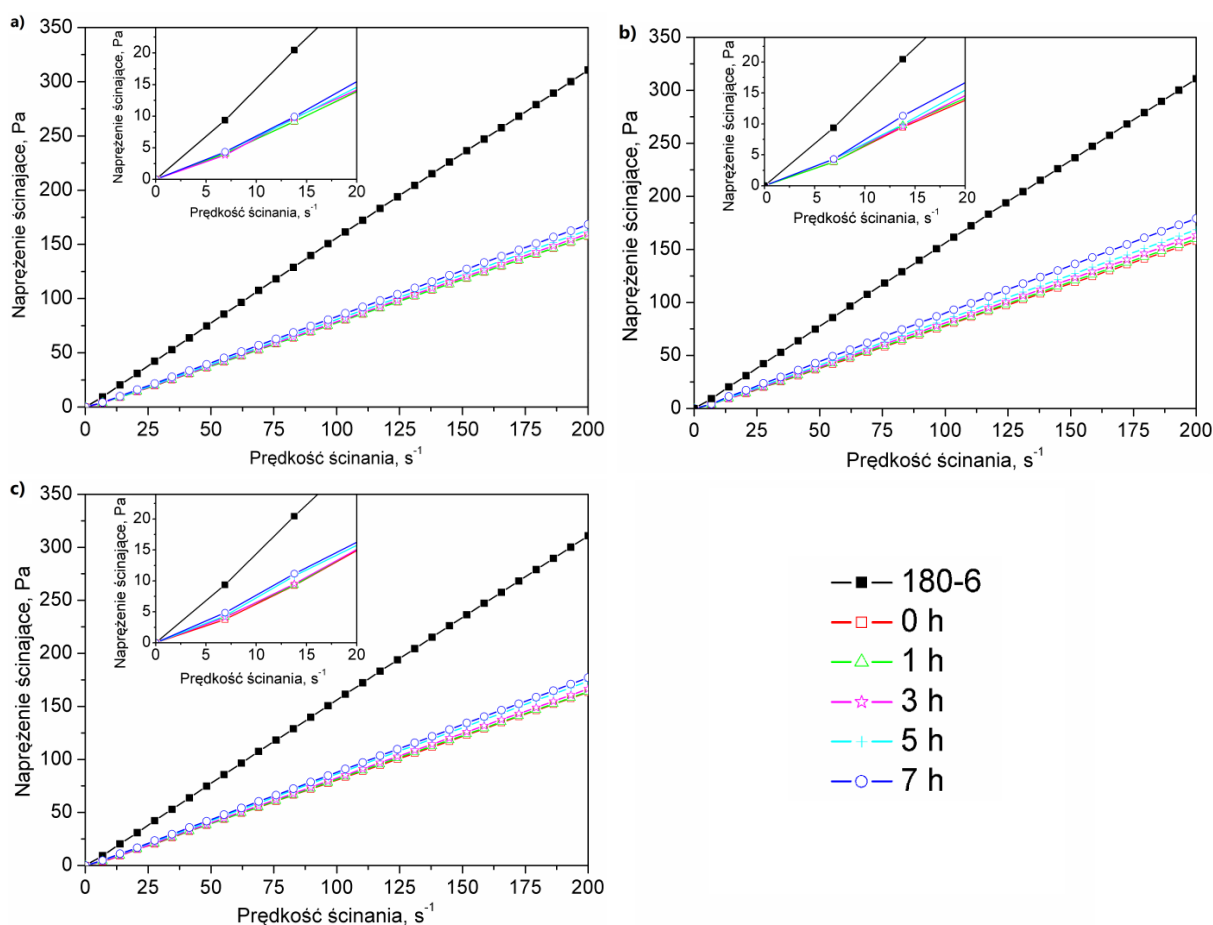 a)
350
300
250
200
150
100
50
0
Naprężenie ścinające, Pa
0 25 50 75 100 125 150 175 200
Prędkość ścinania, s⁻¹
20
15
10
5
0
Naprężenie ścinające, Pa
0 5 10 15 20
Prędkość ścinania, s⁻¹
b)
350
300
250
200
150
100
50
0
Naprężenie ścinające, Pa
0 25 50 75 100 125 150 175 200
Prędkość ścinania, s⁻¹
20
15
10
5
0
Naprężenie ścinające, Pa
0 5 10 15 20
Prędkość ścinania, s⁻¹
c)
350
300
250
200
150
100
50
0
Naprężenie ścinające, Pa
0 25 50 75 100 125 150 175 200
Prędkość ścinania, s⁻¹
20
15
10
5
0
Naprężenie ścinające, Pa
0 5 10 15 20
Prędkość ścinania, s⁻¹
180-6
0 h
1 h
3 h
5 h
7 h